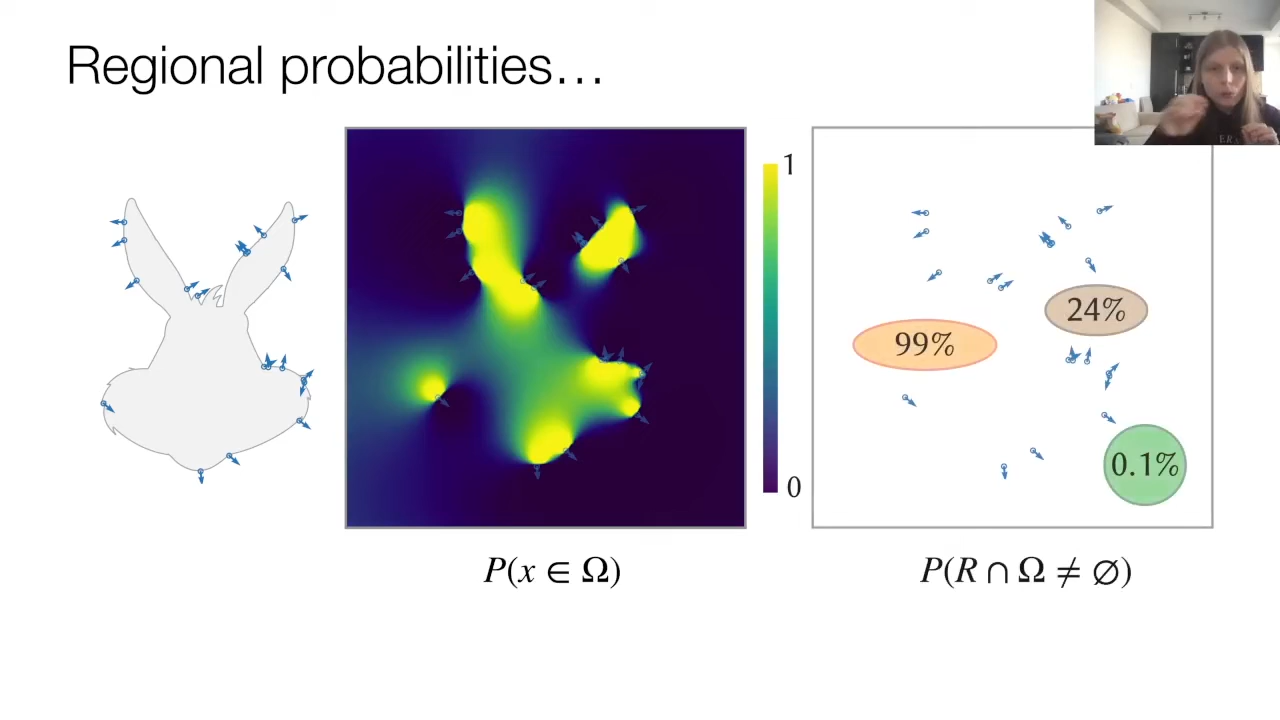 Regional probabilities…
1
0
99%
24%
0.1%
P(x ∈ Ω)
P(R ∩ Ω ≠ ∅)